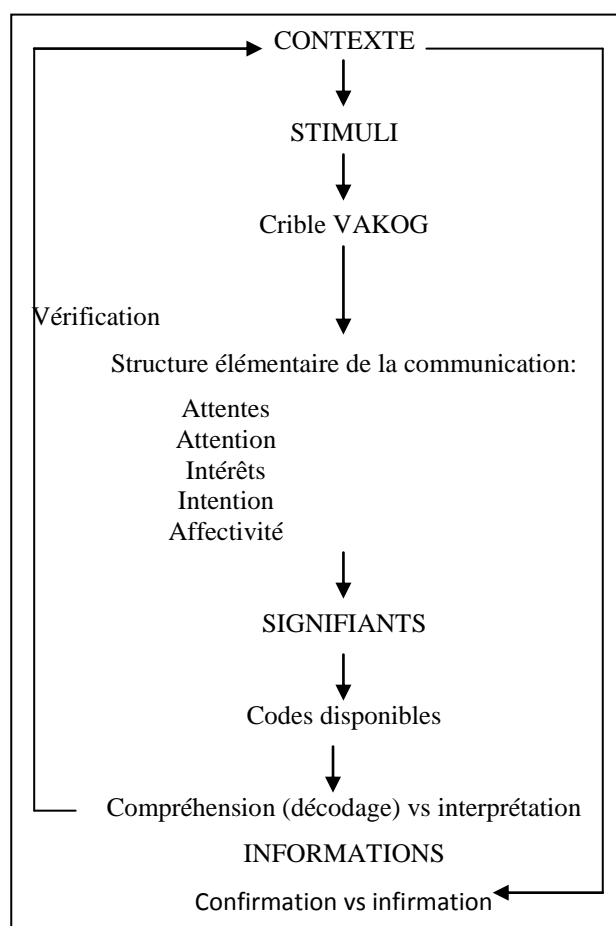 CONTEXTE
STIMULI
Crible VAKOG
Vérification
Structure élémentaire de la communication:
Attentes
Attention
Intérêts
Intention
Affectivité
SIGNIFIANTS
Codes disponibles
Compréhension (décodage) vs interprétation
INFORMATIONS
Confirmation vs infirmation